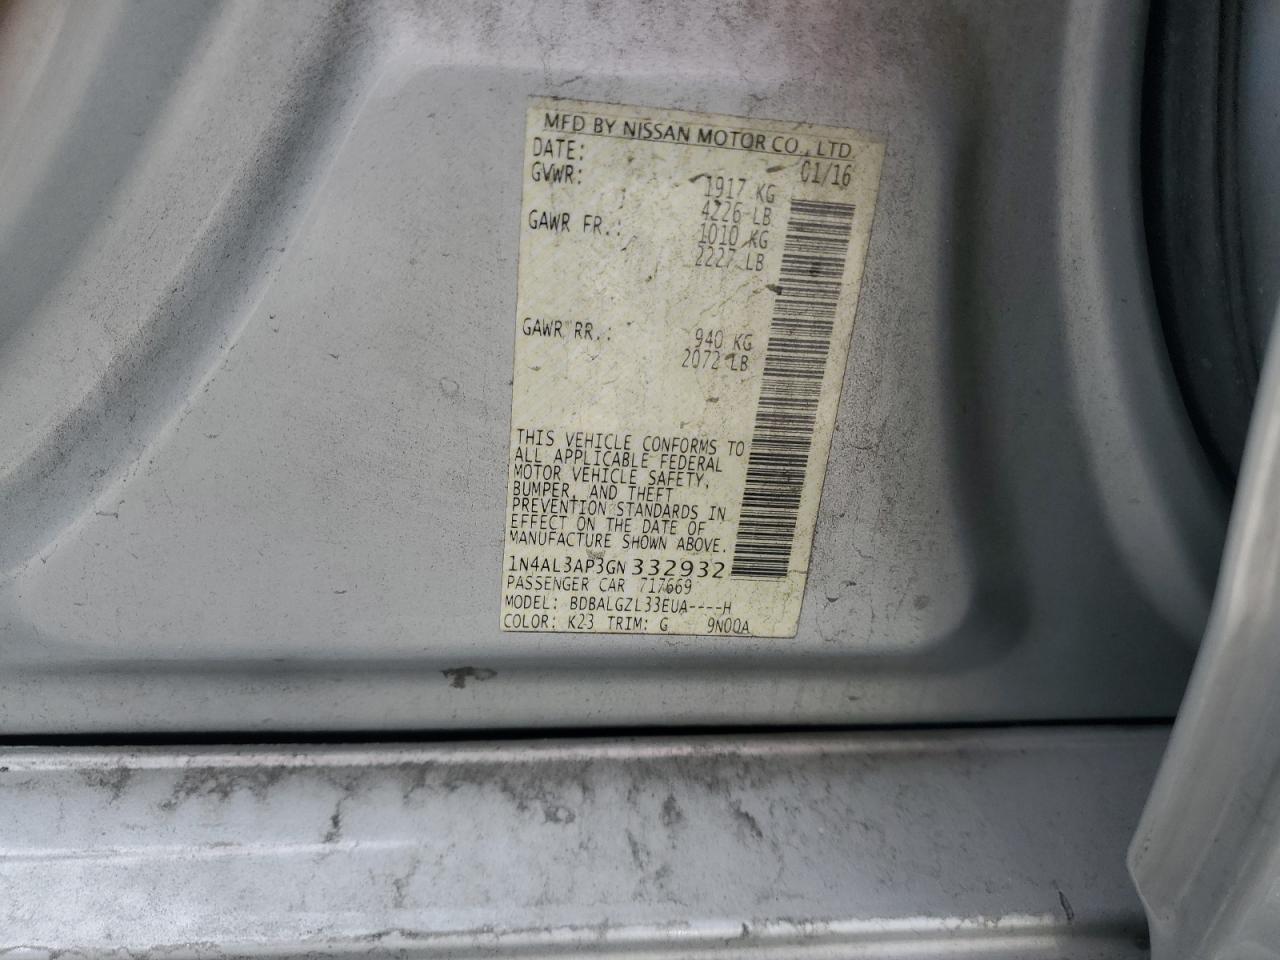 MFD BY NISSAN MOTOR CO., LTD.
DATE: 01/16
GVWR: 1917 KG
4226 LB
GAWR FR.: 1010 KG
2227 LB
GAWR RR.: 940 KG
2072 LB
THIS VEHICLE CONFORMS TO
ALL APPLICABLE FEDERAL
MOTOR VEHICLE SAFETY,
BUMPER, AND THEFT
PREVENTION STANDARDS IN
EFFECT ON THE DATE OF
MANUFACTURE SHOWN ABOVE.
1N4AL3AP3GN332932
PASSENGER CAR 717669
MODEL: BDBALGZL33EUA----H
COLOR: K23 TRIM: G 9N00A